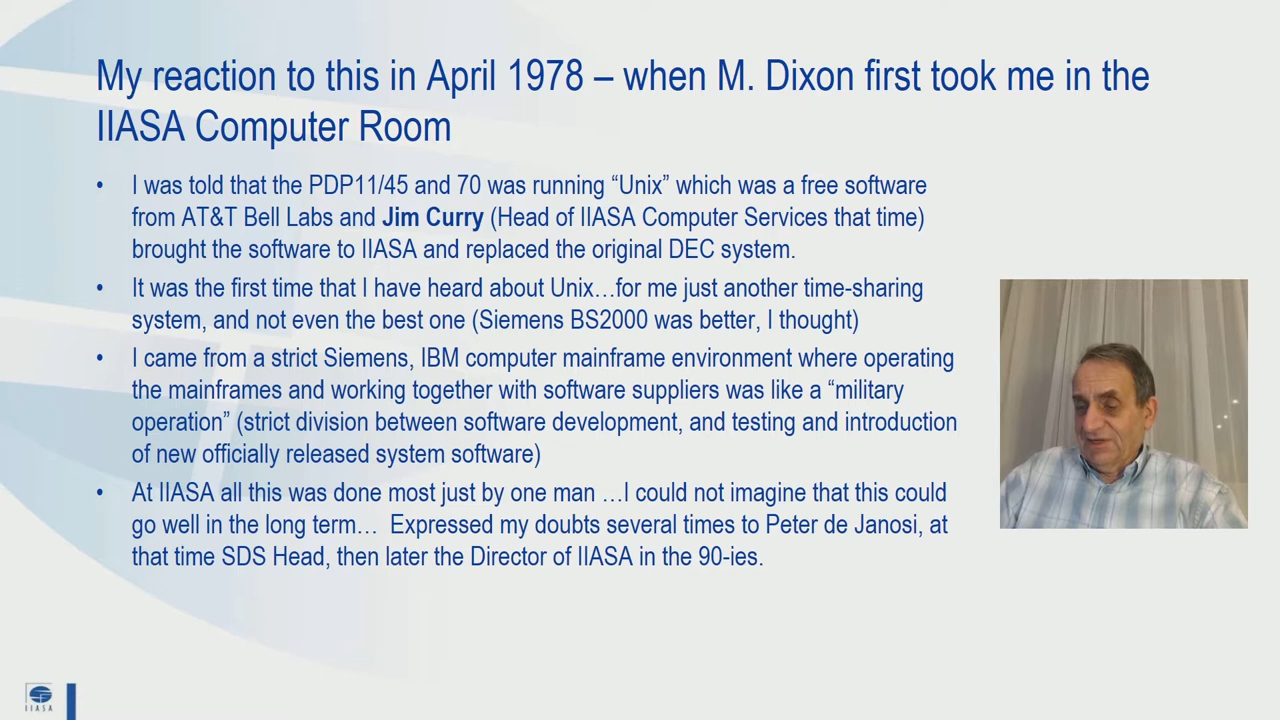 My reaction to this in April 1978 – when M. Dixon first took me in the
IIASA Computer Room
• I was told that the PDP11/45 and 70 was running “Unix” which was a free software
from AT&T Bell Labs and Jim Curry (Head of IIASA Computer Services that time)
brought the software to IIASA and replaced the original DEC system.
• It was the first time that I have heard about Unix…for me just another time-sharing
system, and not even the best one (Siemens BS2000 was better, I thought)
• I came from a strict Siemens, IBM computer mainframe environment where operating
the mainframes and working together with software suppliers was like a “military
operation” (strict division between software development, and testing and introduction
of new officially released system software)
• At IIASA all this was done most just by one man …I could not imagine that this could
go well in the long term… Expressed my doubts several times to Peter de Janosi, at
that time SDS Head, then later the Director of IIASA in the 90-ies.
IIASA